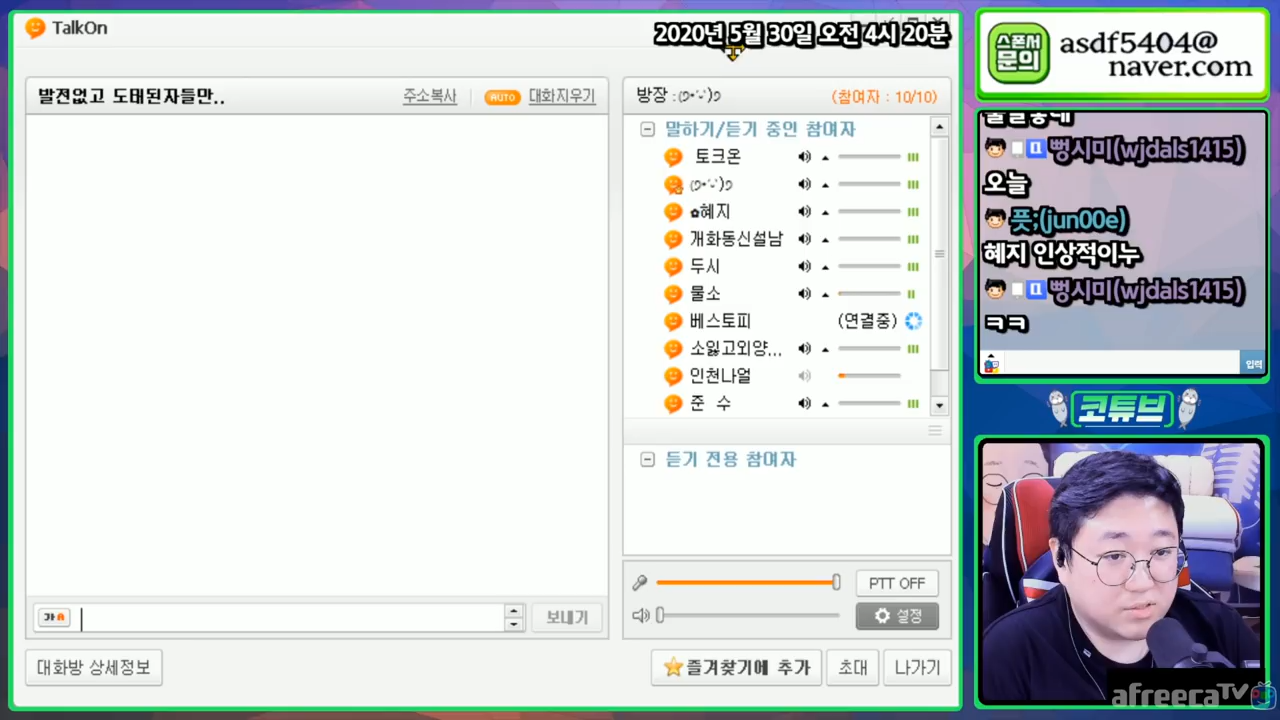 TalkOn
2020년 5월 30일 오전 4시 20분
발전없고 도태된자들만..
주소복사
AUTO 대화지우기
방장 : (୨•͈ᵕ•͈)୨
(참여자 : 10/10)
말하기/듣기 중인 참여자
토크온
✿혜지
개화동신설남
두시
물소
베스토피 (연결중)
소잃고외양...
인천나얼
준 수
듣기 전용 참여자
PTT OFF
설정
가A
보내기
대화방 상세정보
즐겨찾기에 추가
초대
나가기
스폰서
문의
asdf5404@
naver.com
뻥시미(wjdals1415)
오늘
풋;(jun00e)
혜지 인상적이누
뻥시미(wjdals1415)
ㅋㅋ
입력
코튜브
afreecaTV